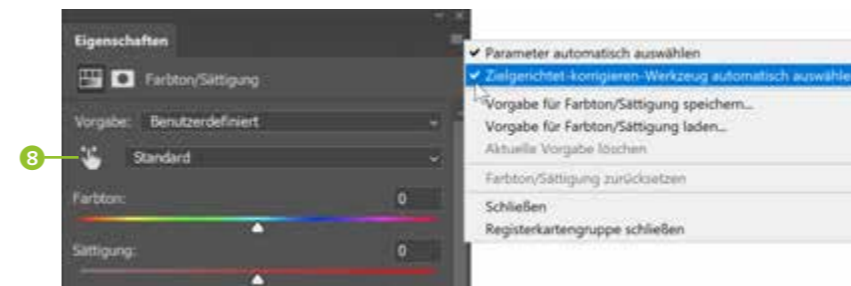 Eigenschaften
Farbton/Sättigung
Vorgabe: Benutzerdefiniert
8 Standard
Farbton: 0
Sättigung: 0
✔ Parameter automatisch auswählen
✔ Zielgerichtet-korrigieren-Werkzeug automatisch auswähle
Vorgabe für Farbton/Sättigung speichern...
Vorgabe für Farbton/Sättigung laden...
Aktuelle Vorgabe löschen
Farbton/Sättigung zurücksetzen
Schließen
Registerkartengruppe schließen